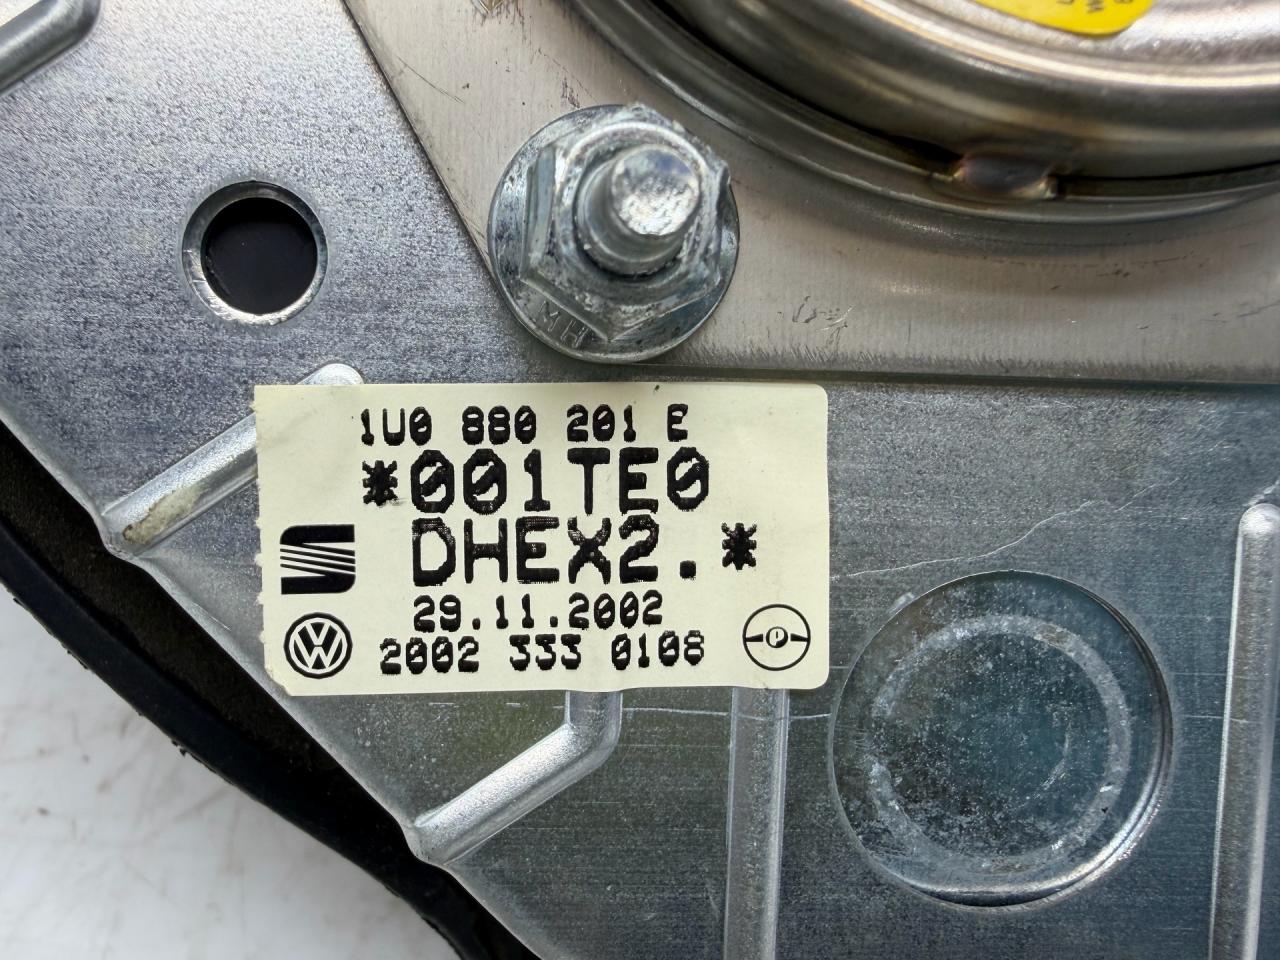 1U0 880 201 E
*001TE0
DHEX2.*
29.11.2002
2002 333 0108